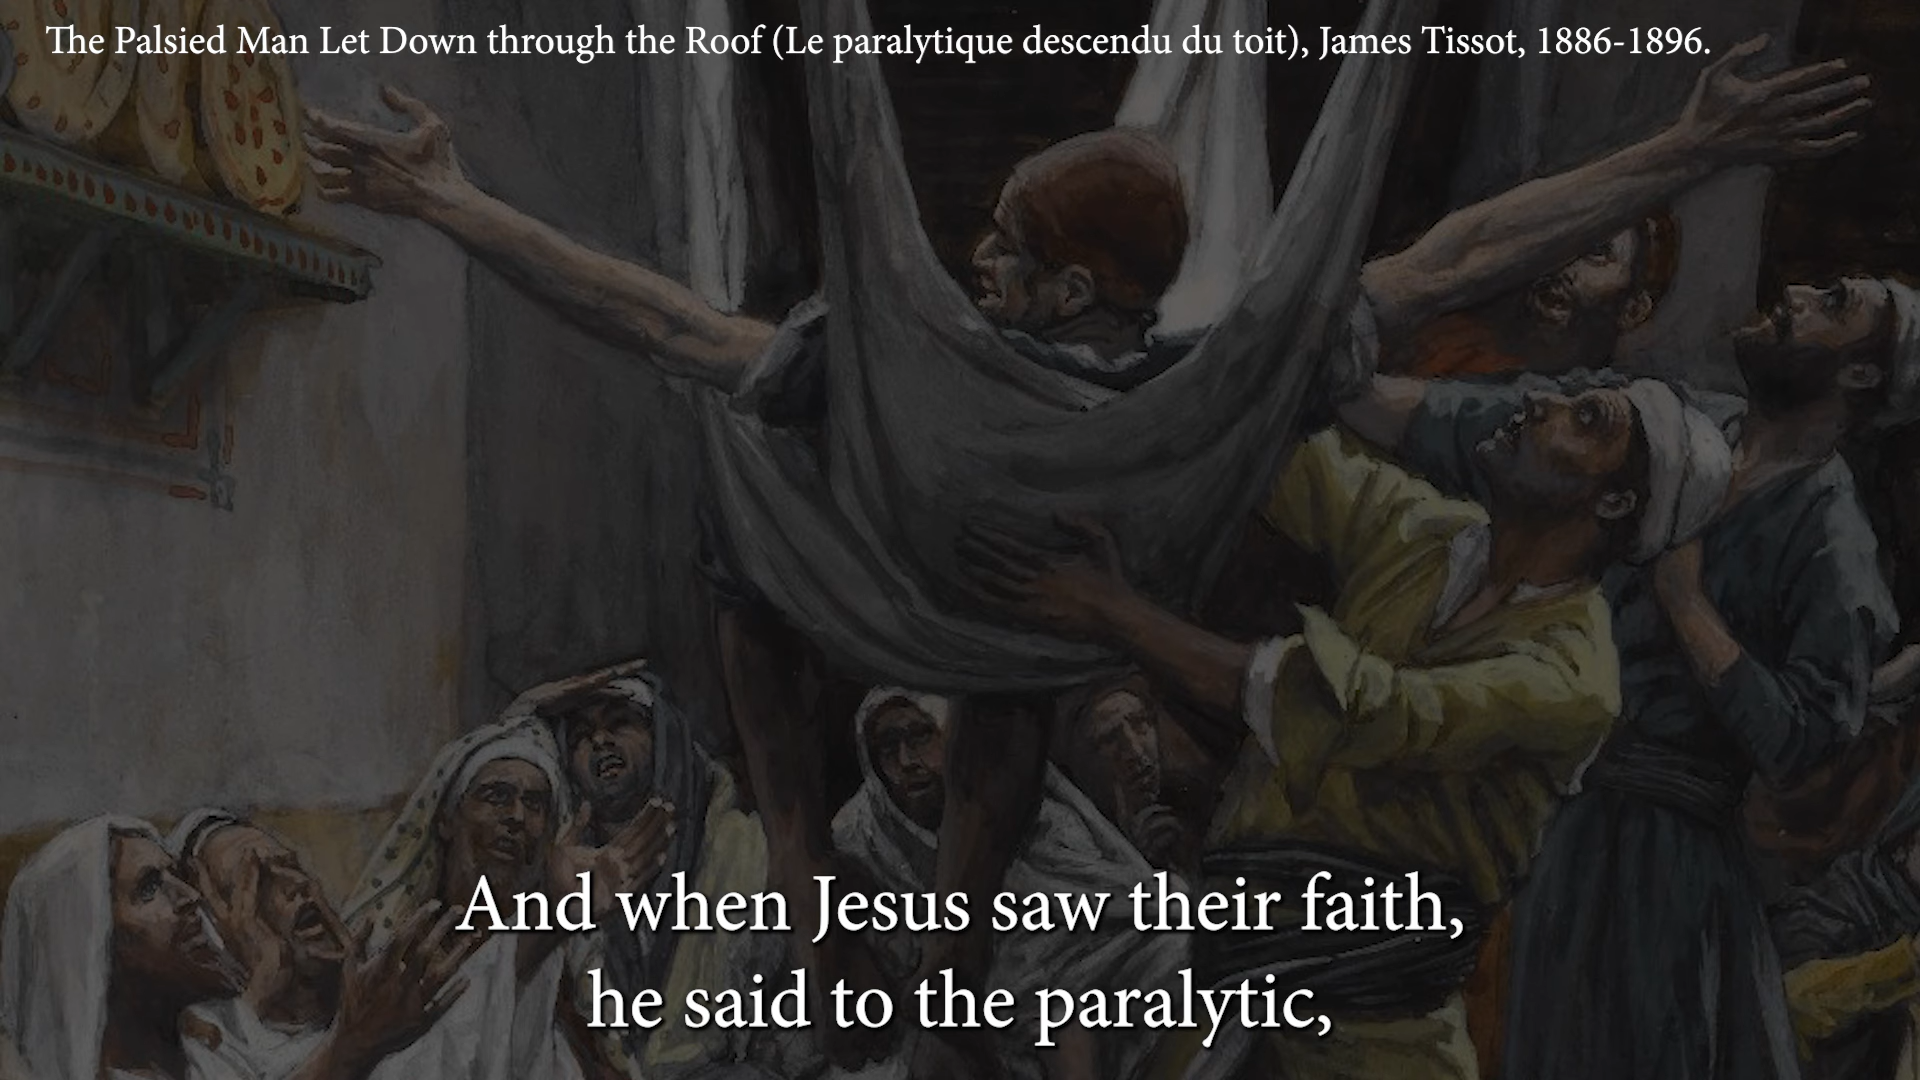 The Palsied Man Let Down through the Roof (Le paralytique descendu du toit), James Tissot, 1886-1896.
And when Jesus saw their faith,
he said to the paralytic,